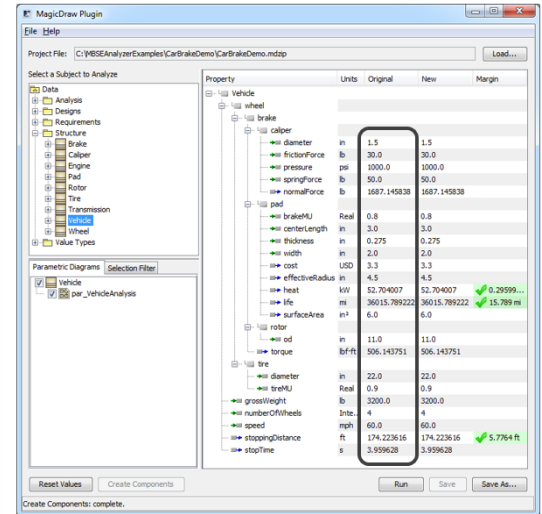 MagicDraw Plugin
File Help
Project File: C:\MBSEAnalyzerExamples\CarBrakeDemo\CarBrakeDemo.mdzip Load...
Select a Subject to Analyze
Data
Analysis
Designs
Requirements
Structure
Brake
Caliper
Engine
Pad
Rotor
Tire
Transmission
Vehicle
Wheel
Value Types
Parametric Diagrams Selection Filter
Vehicle
par_VehicleAnalysis
Property Units Original New Margin
Vehicle
wheel
brake
caliper
diameter in 1.5 1.5
frictionForce lb 30.0 30.0
pressure psi 1000.0 1000.0
springForce lb 50.0 50.0
normalForce lb 1687.145838 1687.145838
pad
brakeMU Real 0.8 0.8
centerLength in 3.0 3.0
thickness in 0.275 0.275
width in 2.0 2.0
cost USD 3.3 3.3
effectiveRadius in 4.5 4.5
heat kW 52.704007 52.704007 0.29599...
life mi 36015.789222 36015.789222 15.789 mi
surfaceArea in² 6.0 6.0
rotor
od in 11.0 11.0
torque lbf·ft 506.143751 506.143751
tire
diameter in 22.0 22.0
tireMU Real 0.9 0.9
grossWeight lb 3200.0 3200.0
numberOfWheels Inte... 4 4
speed mph 60.0 60.0
stoppingDistance ft 174.223616 174.223616 5.7764 ft
stopTime s 3.959628 3.959628
Reset Values Create Components Run Save Save As...
Create Components: complete.